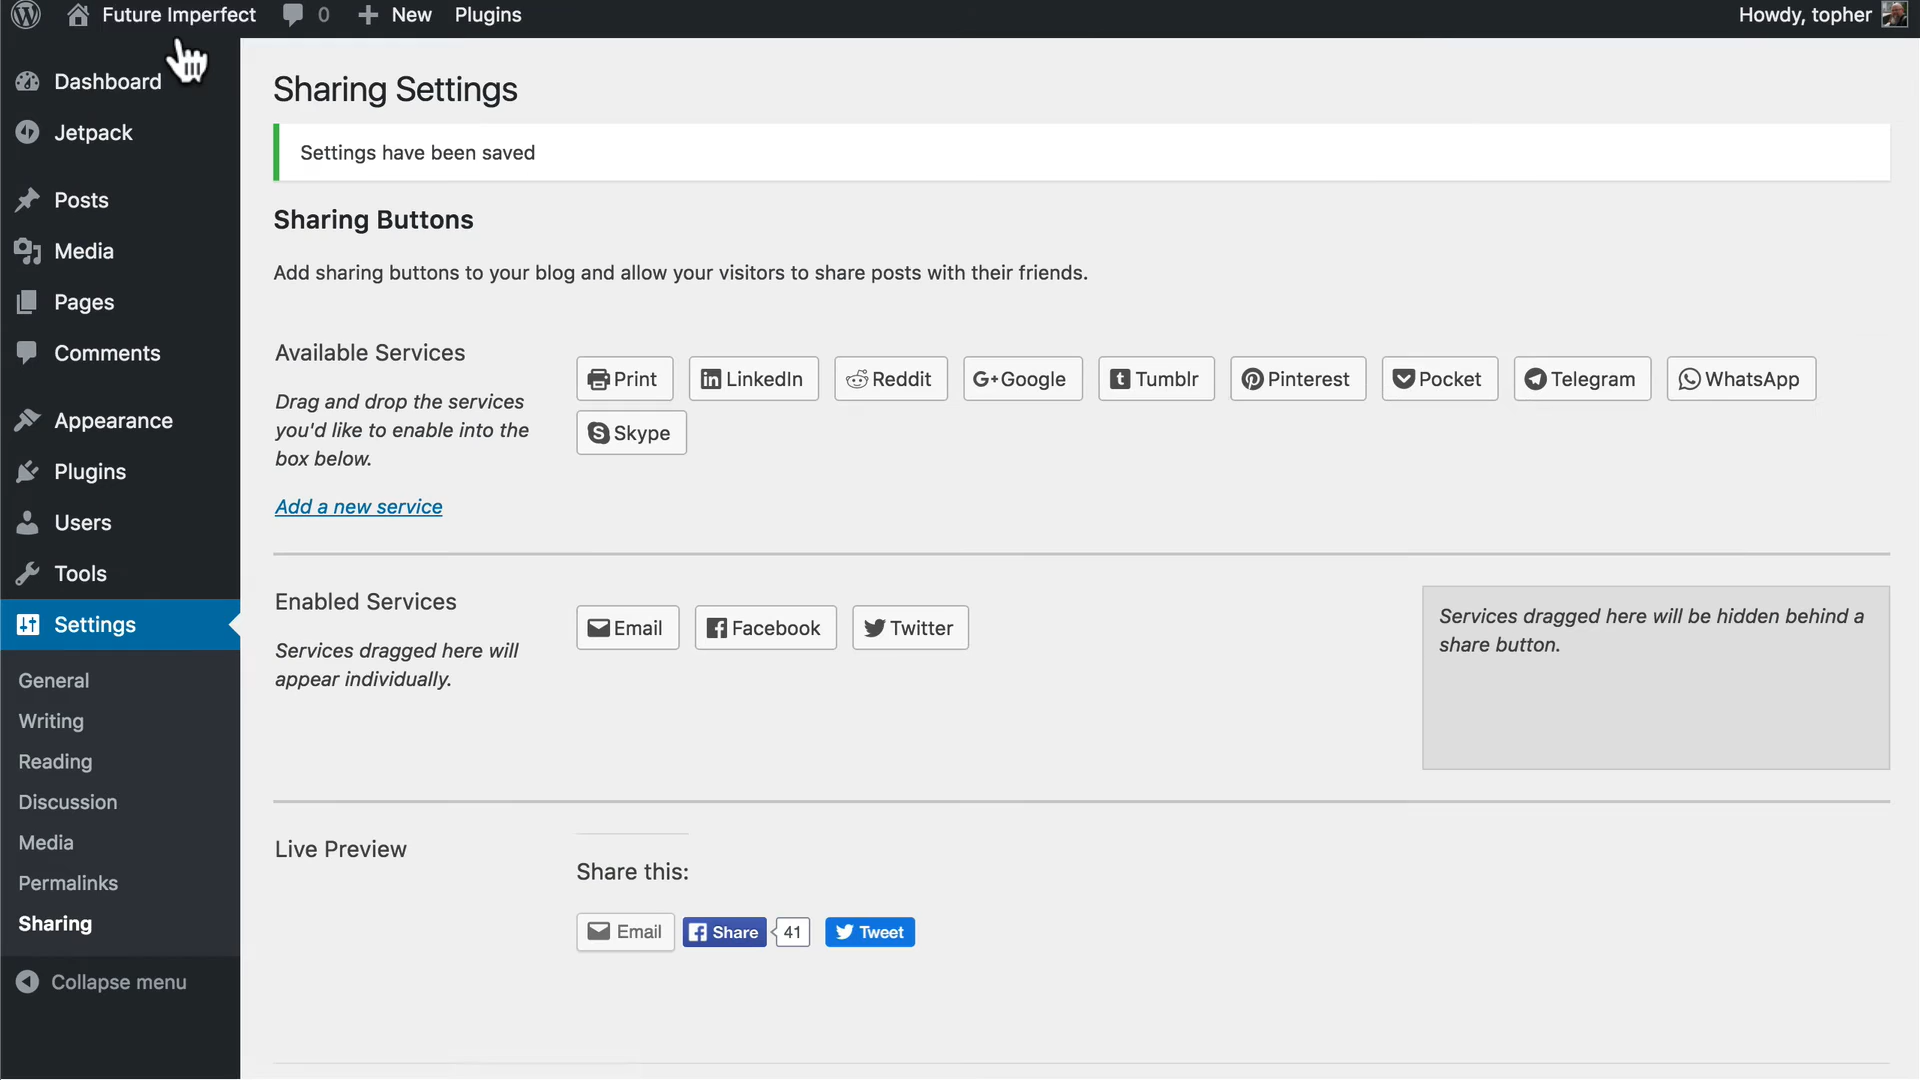 Future Imperfect 0 New Plugins Howdy, topher
Dashboard
Jetpack
Posts
Media
Pages
Comments
Appearance
Plugins
Users
Tools
Settings
General
Writing
Reading
Discussion
Media
Permalinks
Sharing
Collapse menu
Sharing Settings
Settings have been saved
Sharing Buttons
Add sharing buttons to your blog and allow your visitors to share posts with their friends.
Available Services
Drag and drop the services
you'd like to enable into the
box below.
Add a new service
Print LinkedIn Reddit G+Google Tumblr Pinterest Pocket Telegram WhatsApp
Skype
Enabled Services
Services dragged here will
appear individually.
Email Facebook Twitter
Services dragged here will be hidden behind a
share button.
Live Preview
Share this:
Email Share 41 Tweet